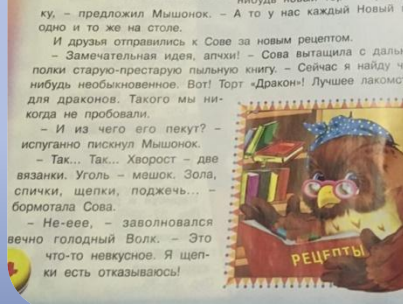 ку, – предложил Мышонок. – А то у нас каждый Новый
одно и то же на столе.
И друзья отправились к Сове за новым рецептом.
– Замечательная идея, апчхи! – Сова вытащила с даль
полки старую-престарую пыльную книгу. – Сейчас я найду ч
нибудь необыкновенное. Вот! Торт «Дракон»! Лучшее лакомст
для драконов. Такого мы ни-
когда не пробовали.
– И из чего его пекут? –
испуганно пискнул Мышонок.
– Так... Так... Хворост – две
вязанки. Уголь – мешок. Зола,
спички, щепки, поджечь... –
бормотала Сова.
– Не-еее, – заволновался
вечно голодный Волк. – Это
что-то невкусное. Я щеп-
ки есть отказываюсь!
РЕЦЕПТЫ